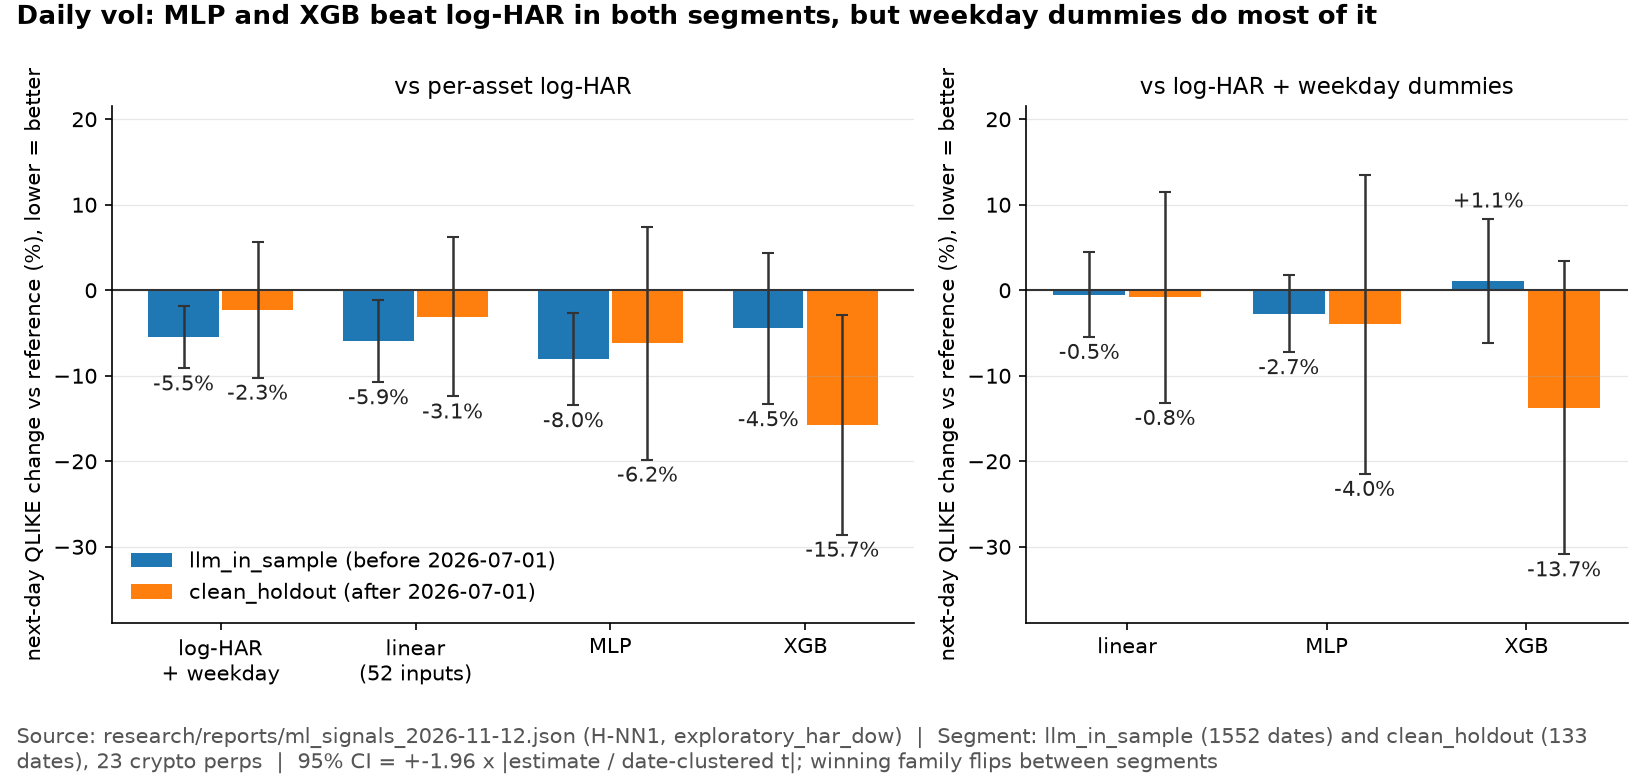 Daily vol: MLP and XGB beat log-HAR in both segments, but weekday dummies do most of it
vs per-asset log-HAR
next-day QLIKE change vs reference (%), lower = better
20
10
0
−10
−20
−30
-5.5%
-2.3%
-5.9%
-3.1%
-8.0%
-6.2%
-4.5%
-15.7%
llm_in_sample (before 2026-07-01)
clean_holdout (after 2026-07-01)
log-HAR
+ weekday
linear
(52 inputs)
MLP
XGB
vs log-HAR + weekday dummies
next-day QLIKE change vs reference (%), lower = better
20
10
0
−10
−20
−30
-0.5%
-0.8%
-2.7%
-4.0%
+1.1%
-13.7%
linear
MLP
XGB
Source: research/reports/ml_signals_2026-11-12.json (H-NN1, exploratory_har_dow)  |  Segment: llm_in_sample (1552 dates) and clean_holdout (133
dates), 23 crypto perps  |  95% CI = +-1.96 x |estimate / date-clustered t|; winning family flips between segments